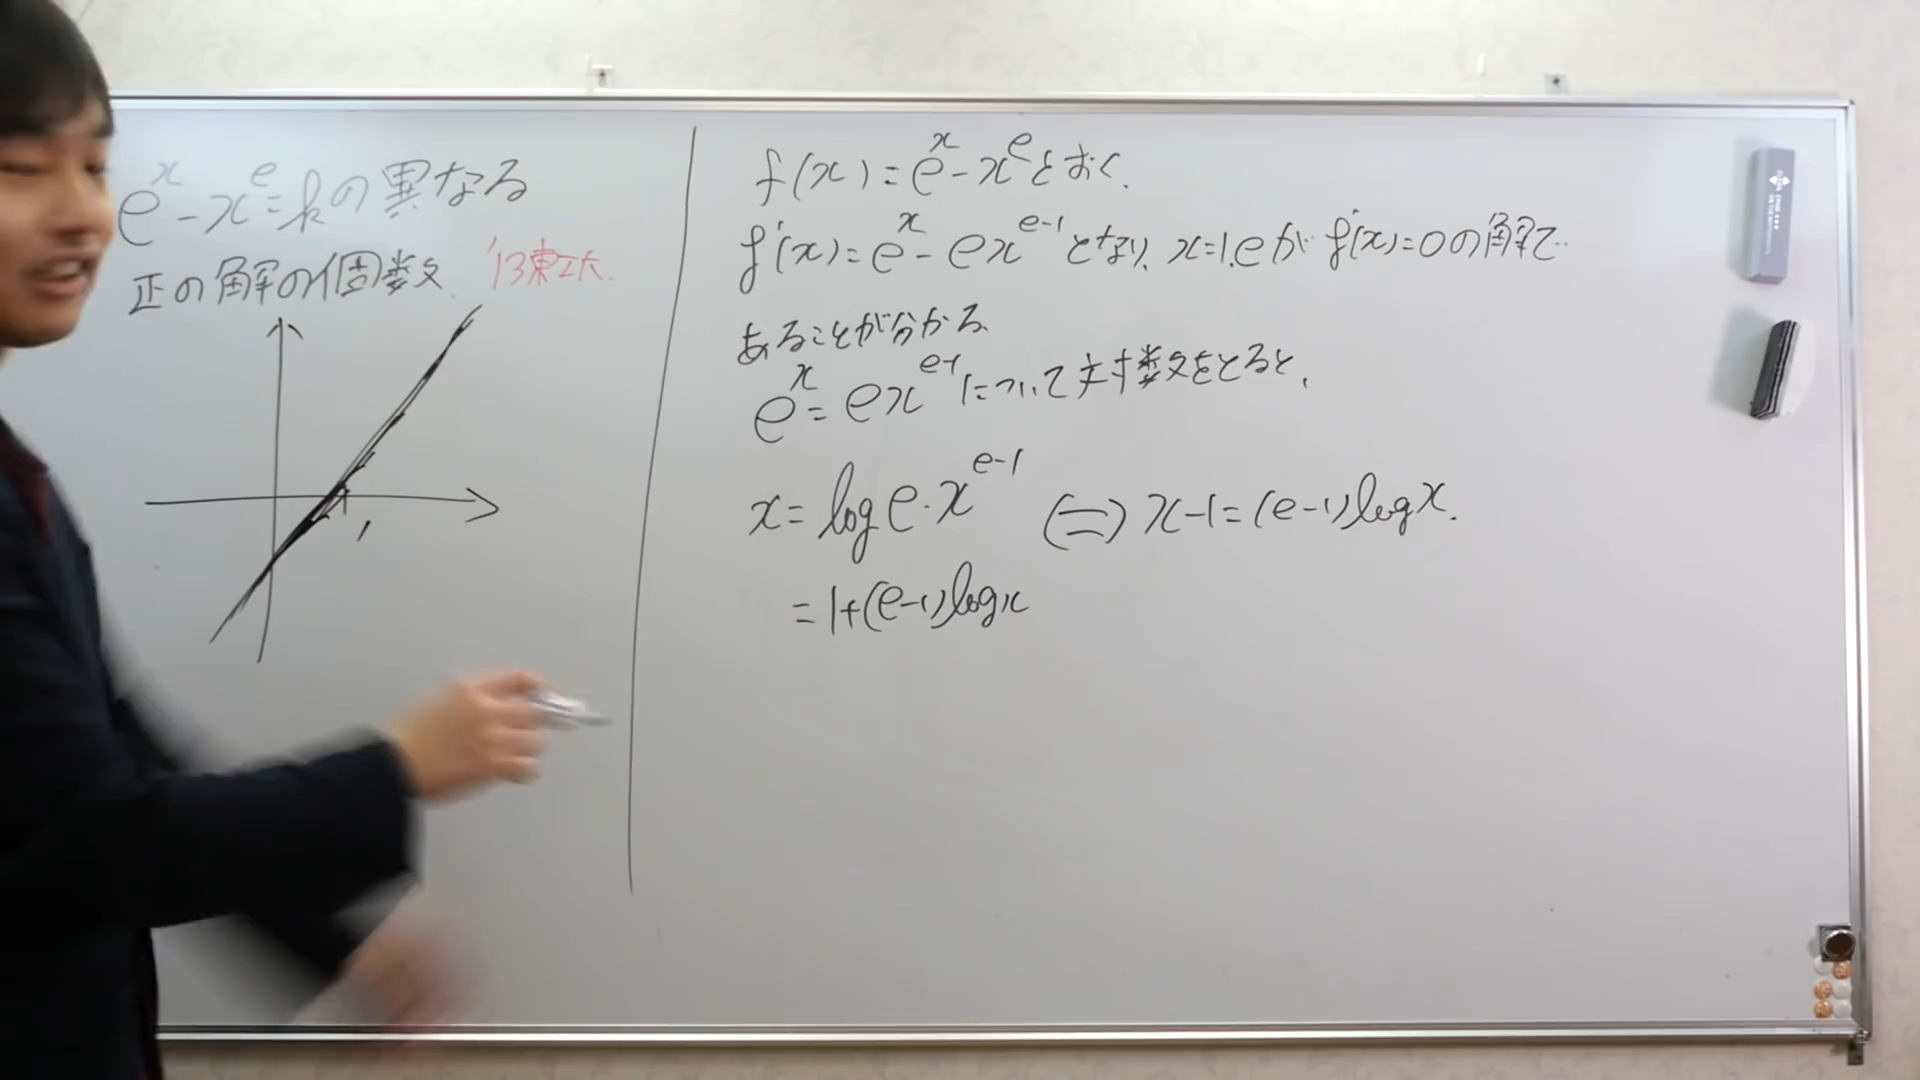 e^x - x^e = kの異なる
正の解の個数. '13東工大.
1
f(x) = e^x - x^e とおく.
f'(x) = e^x - ex^{e-1} となり、x=1,eが f'(x)=0の解で
あることが分かる.
e^x = ex^{e-1} について対数をとると,
x = log e・x^{e-1} ⇔ x-1=(e-1)log x.
= 1+(e-1)log x